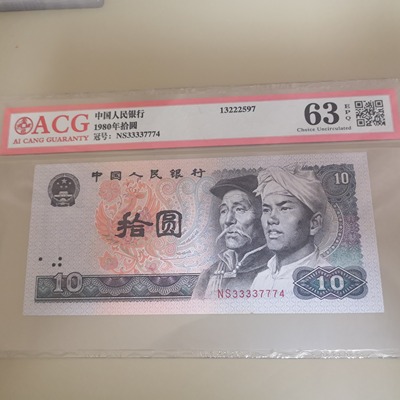 ACG
AI CANG GUARANTY
中国人民银行
1980年拾圆
冠号: NS33337774
13222597
63 EPQ
Choice Uncirculated
中国人民银行
10
拾圆
10
NS33337774
10